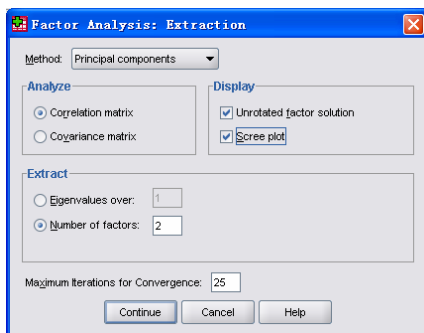 Factor Analysis: Extraction
Method: Principal components
Analyze
Correlation matrix
Covariance matrix
Display
Unrotated factor solution
Scree plot
Extract
Eigenvalues over: 1
Number of factors: 2
Maximum Iterations for Convergence: 25
Continue Cancel Help